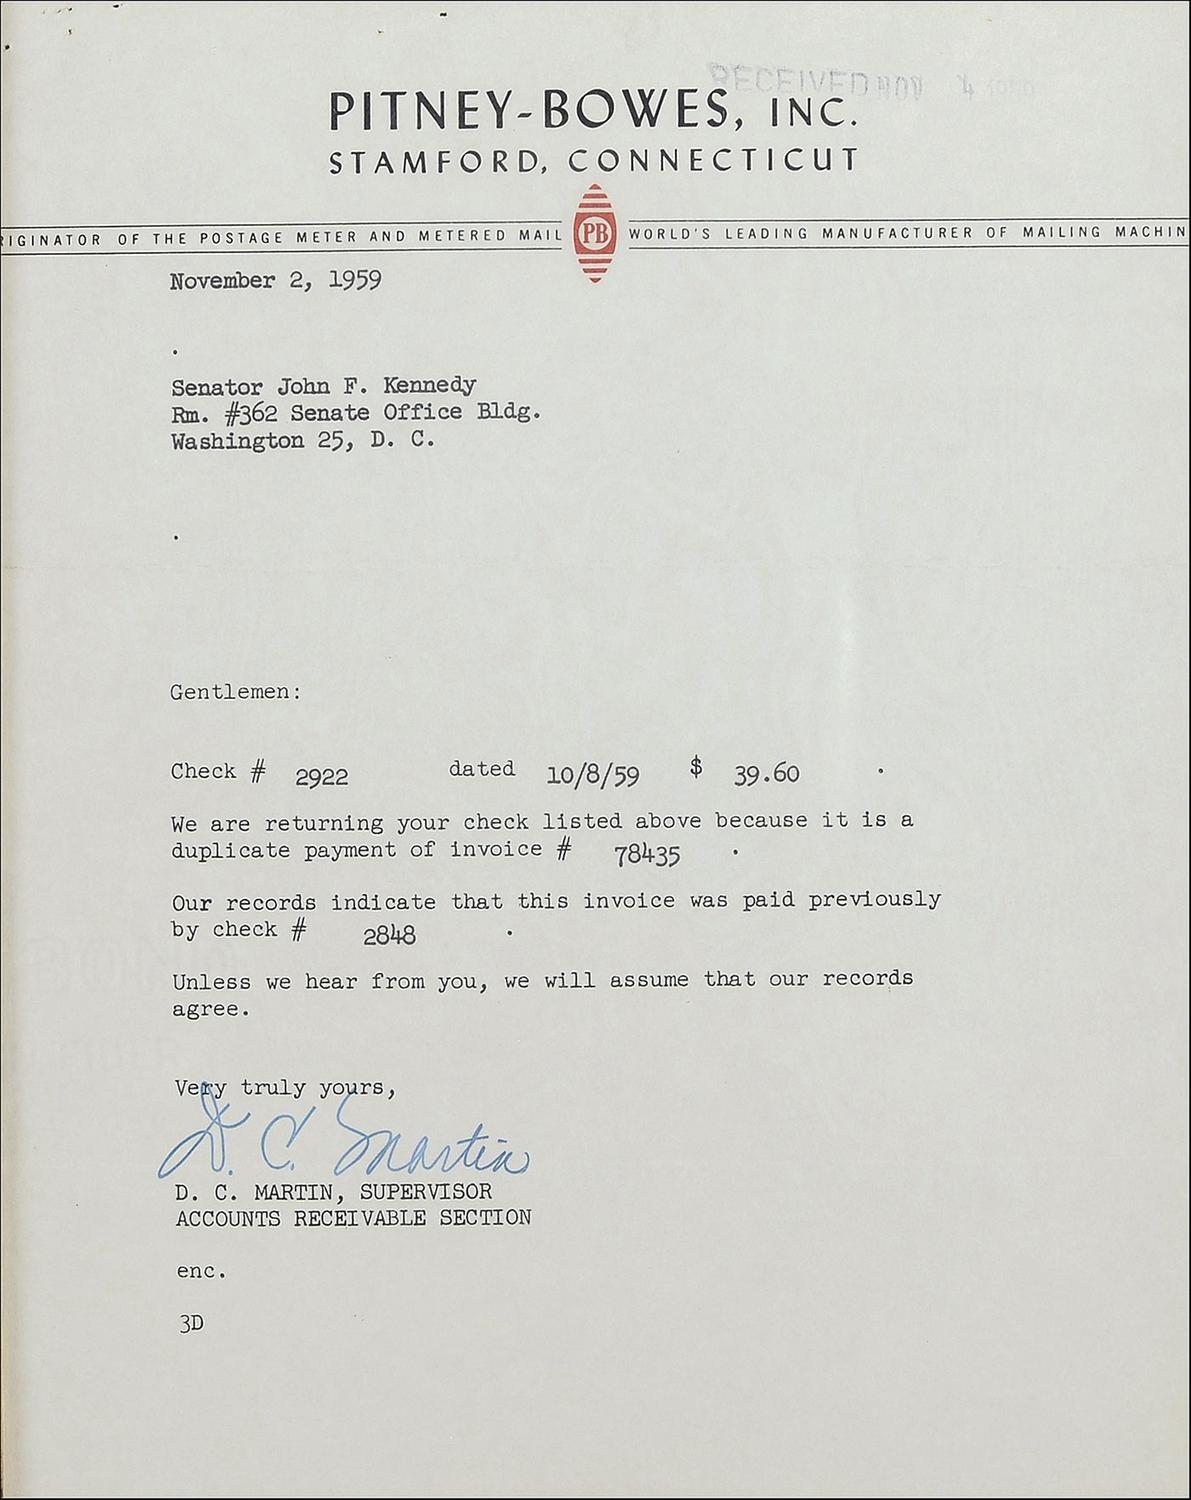 RECEIVED NOV 4
PITNEY-BOWES, INC.
STAMFORD, CONNECTICUT
RIGINATOR OF THE POSTAGE METER AND METERED MAIL PB WORLD'S LEADING MANUFACTURER OF MAILING MACHIN
November 2, 1959
.
Senator John F. Kennedy
Rm. #362 Senate Office Bldg.
Washington 25, D. C.
.
Gentlemen:
Check # 2922 dated 10/8/59 $ 39.60 .
We are returning your check listed above because it is a
duplicate payment of invoice # 78435 .
Our records indicate that this invoice was paid previously
by check # 2848 .
Unless we hear from you, we will assume that our records
agree.
Very truly yours,
D. C. Martin
D. C. MARTIN, SUPERVISOR
ACCOUNTS RECEIVABLE SECTION
enc.
3D